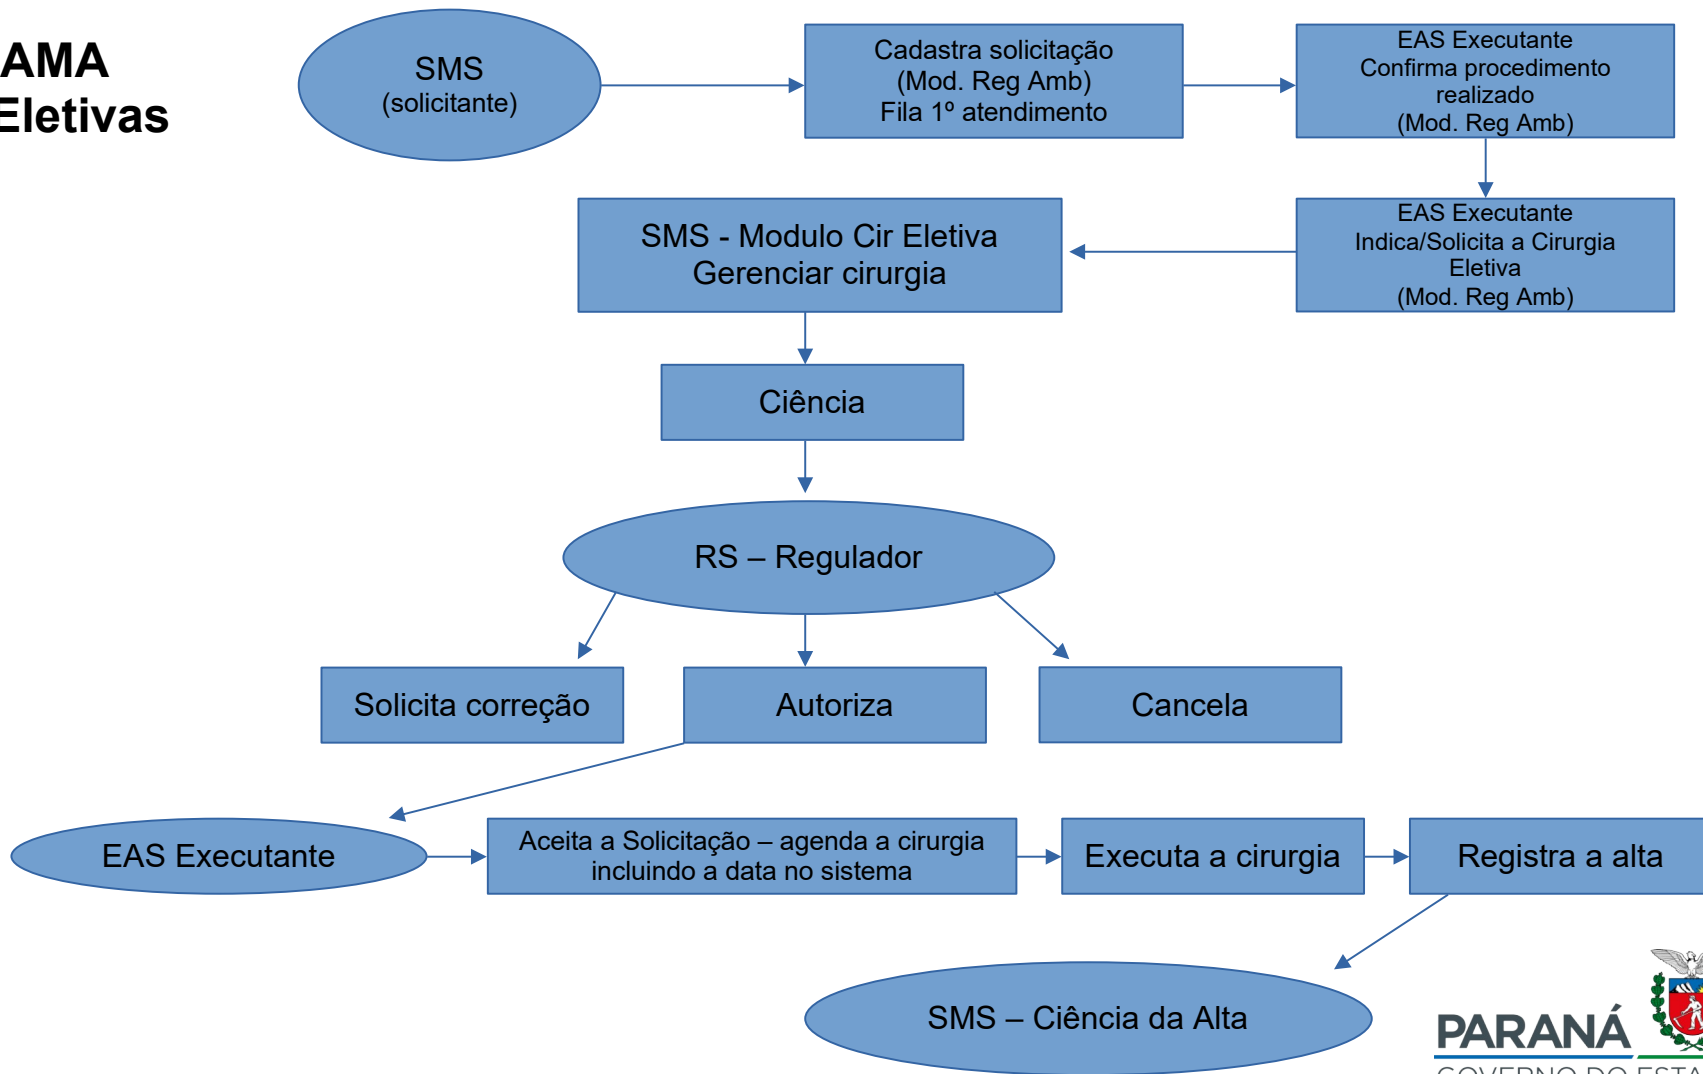 AMA
Eletivas
SMS
(solicitante)
Cadastra solicitação
(Mod. Reg Amb)
Fila 1º atendimento
EAS Executante
Confirma procedimento
realizado
(Mod. Reg Amb)
SMS - Modulo Cir Eletiva
Gerenciar cirurgia
EAS Executante
Indica/Solicita a Cirurgia
Eletiva
(Mod. Reg Amb)
Ciência
RS – Regulador
Solicita correção
Autoriza
Cancela
EAS Executante
Aceita a Solicitação – agenda a cirurgia
incluindo a data no sistema
Executa a cirurgia
Registra a alta
SMS – Ciência da Alta
PARANÁ
GOVERNO DO ESTA